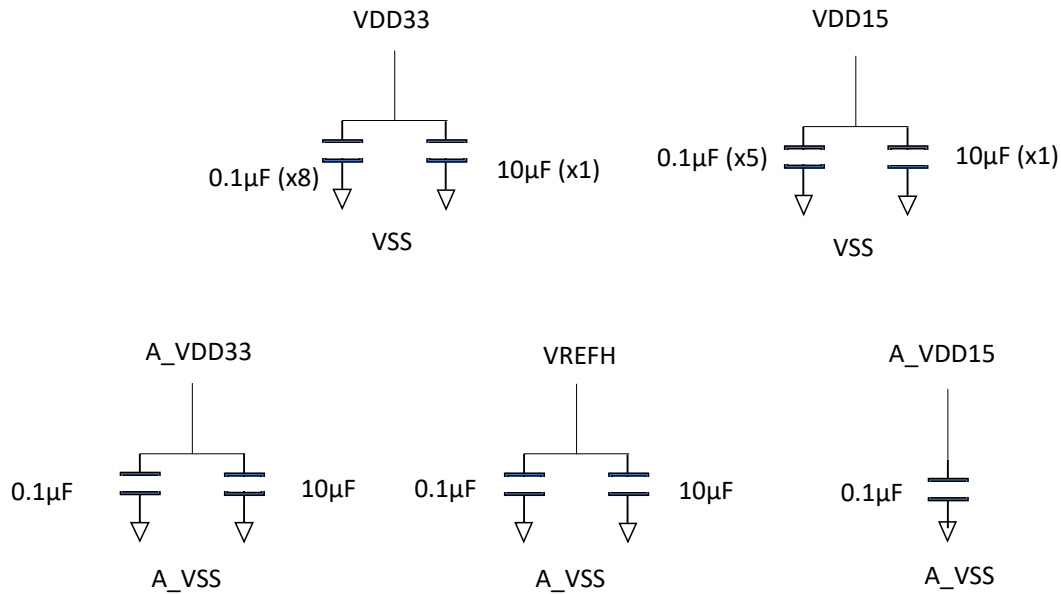 VDD33
VDD15
0.1µF (x8)
10µF (x1)
0.1µF (x5)
10µF (x1)
VSS
VSS
A_VDD33
VREFH
A_VDD15
0.1µF
10µF
0.1µF
10µF
0.1µF
A_VSS
A_VSS
A_VSS